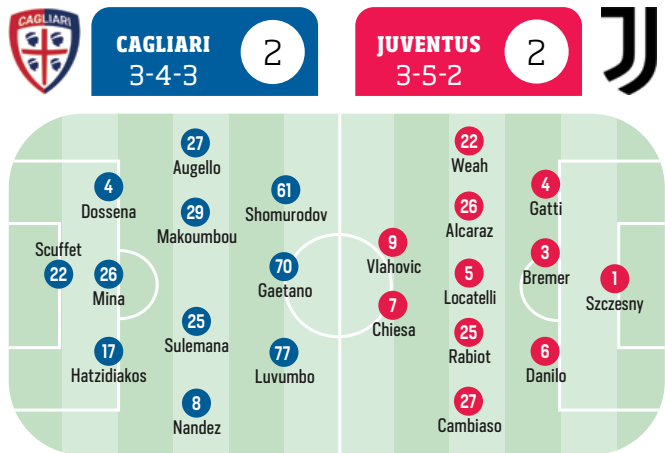 CAGLIARI
CAGLIARI
3-4-3
2
JUVENTUS
3-5-2
2
Scuffet
22
4
Dossena
26
Mina
17
Hatzidiakos
27
Augello
29
Makoumbou
25
Sulemana
8
Nandez
61
Shomurodov
70
Gaetano
77
Luvumbo
9
Vlahovic
7
Chiesa
22
Weah
26
Alcaraz
5
Locatelli
25
Rabiot
27
Cambiaso
4
Gatti
3
Bremer
6
Danilo
1
Szczesny